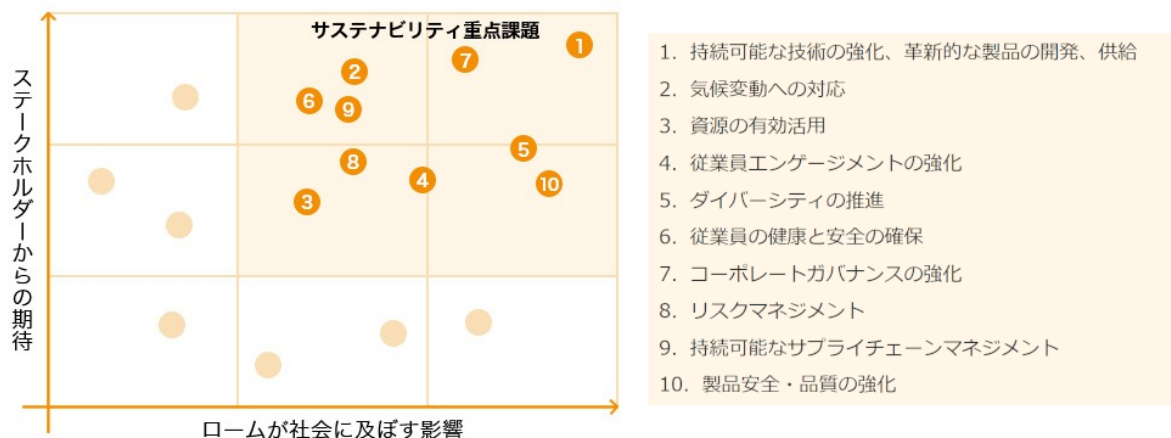 サステナビリティ重点課題
1
2
7
6
9
5
8
4
10
3
ステークホルダーからの期待
ロームが社会に及ぼす影響
1. 持続可能な技術の強化、革新的な製品の開発、供給
2. 気候変動への対応
3. 資源の有効活用
4. 従業員エンゲージメントの強化
5. ダイバーシティの推進
6. 従業員の健康と安全の確保
7. コーポレートガバナンスの強化
8. リスクマネジメント
9. 持続可能なサプライチェーンマネジメント
10. 製品安全・品質の強化